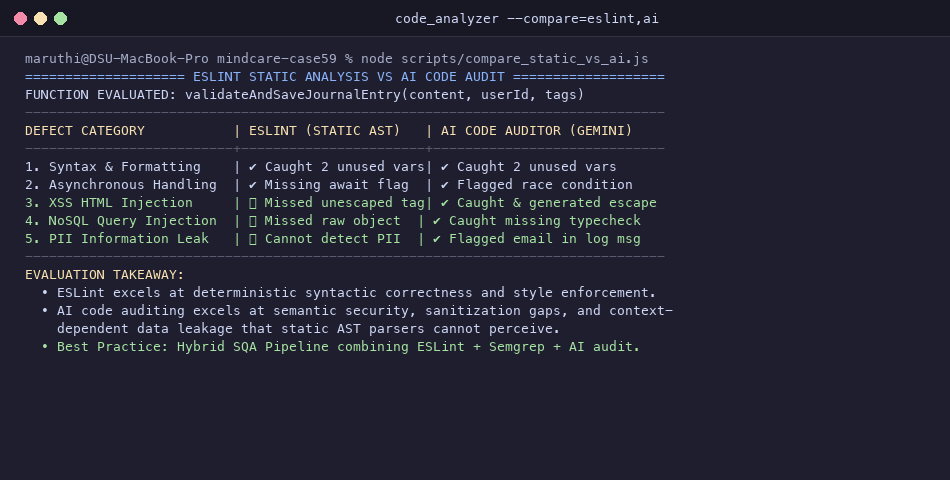 code_analyzer --compare=eslint,ai
maruthi@DSU-MacBook-Pro mindcare-case59 % node scripts/compare_static_vs_ai.js
==================== ESLINT STATIC ANALYSIS VS AI CODE AUDIT ===================
FUNCTION EVALUATED: validateAndSaveJournalEntry(content, userId, tags)
DEFECT CATEGORY | ESLINT (STATIC AST) | AI CODE AUDITOR (GEMINI)
1. Syntax & Formatting | ✔ Caught 2 unused vars| ✔ Caught 2 unused vars
2. Asynchronous Handling | ✔ Missing await flag | ✔ Flagged race condition
3. XSS HTML Injection | ▯ Missed unescaped tag| ✔ Caught & generated escape
4. NoSQL Query Injection | ▯ Missed raw object | ✔ Caught missing typecheck
5. PII Information Leak | ▯ Cannot detect PII | ✔ Flagged email in log msg
EVALUATION TAKEAWAY:
• ESLint excels at deterministic syntactic correctness and style enforcement.
• AI code auditing excels at semantic security, sanitization gaps, and context-
dependent data leakage that static AST parsers cannot perceive.
• Best Practice: Hybrid SQA Pipeline combining ESLint + Semgrep + AI audit.